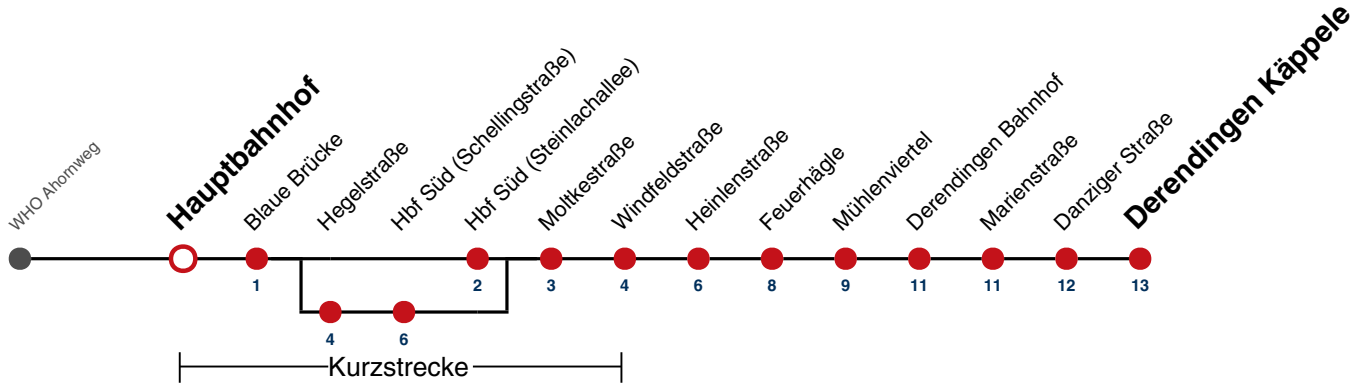 WHO Ahornweg
Hauptbahnhof
Blaue Brücke
Hegelstraße
Hbf Süd (Schellingstraße)
Hbf Süd (Steinlachallee)
Moltkestraße
Windfeldstraße
Heinlenstraße
Feuerhägle
Mühlenviertel
Derendingen Bahnhof
Marienstraße
Danziger Straße
Derendingen Käppele
1 2 3 4 6 8 9 11 11 12 13
4 6
Kurzstrecke